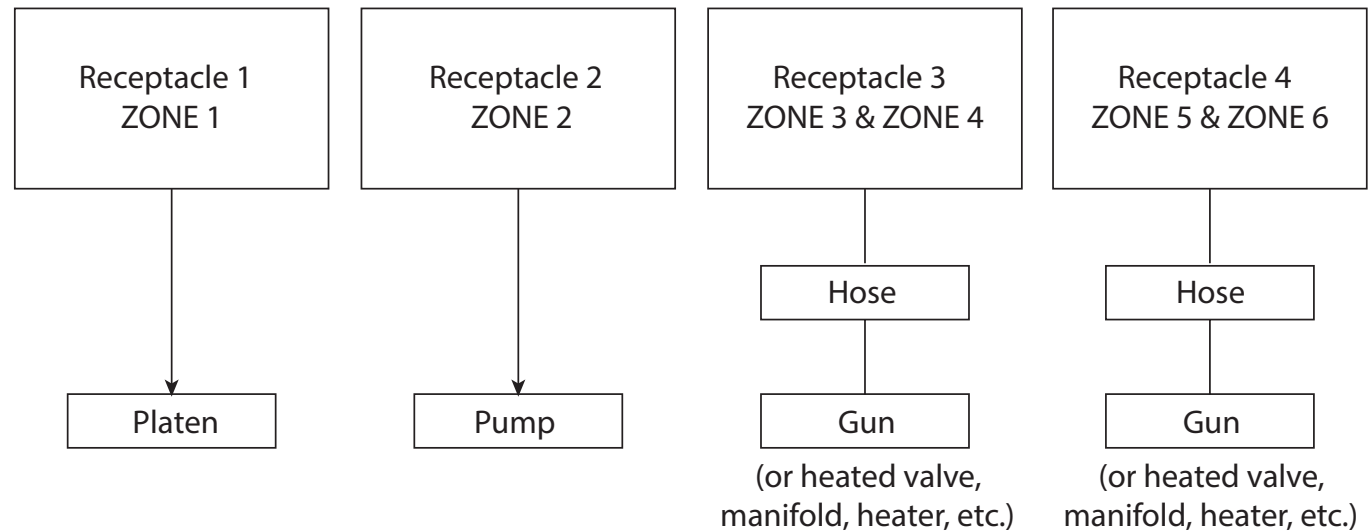 Receptacle 1
ZONE 1
Receptacle 2
ZONE 2
Receptacle 3
ZONE 3 & ZONE 4
Receptacle 4
ZONE 5 & ZONE 6
Hose
Hose
Platen
Pump
Gun
Gun
(or heated valve,
manifold, heater, etc.)
(or heated valve,
manifold, heater, etc.)